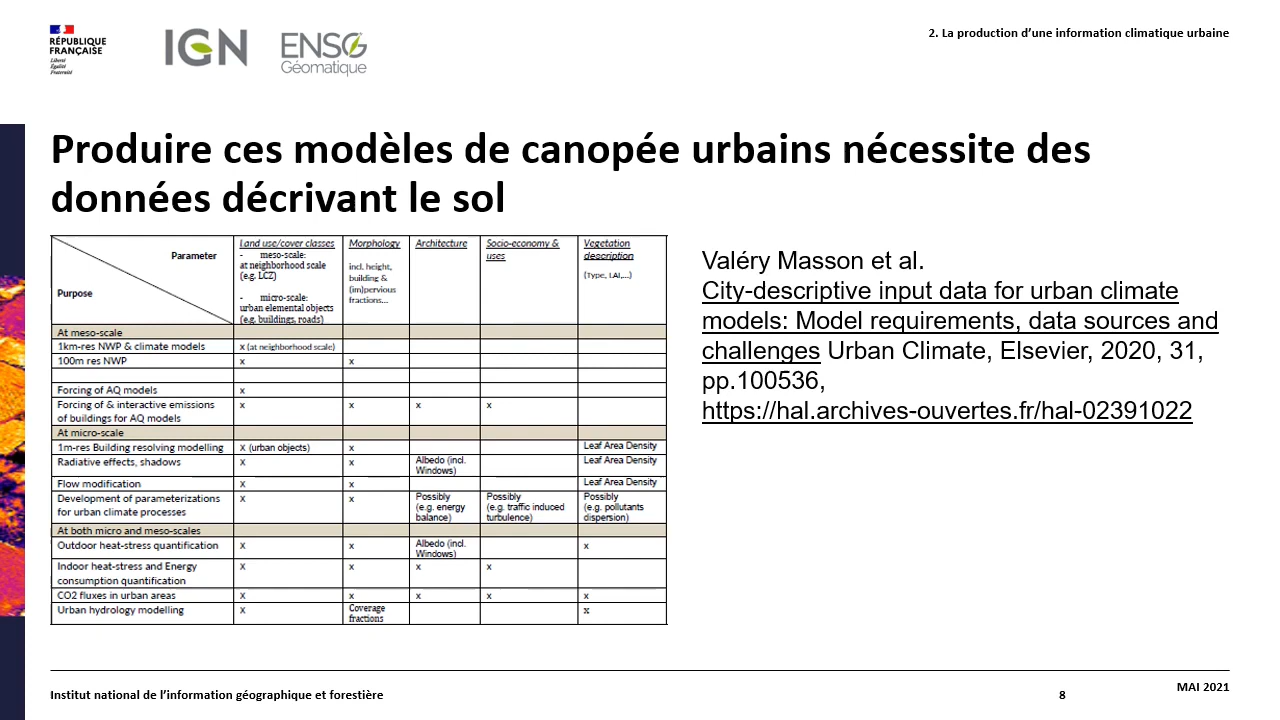 RÉPUBLIQUE
FRANÇAISE
Liberté
Égalité
Fraternité
IGN
ENSG
Géomatique
2. La production d’une information climatique urbaine
Produire ces modèles de canopée urbains nécessite des
données décrivant le sol
Parameter
Purpose
Land use/cover classes
- meso-scale:
at neighborhood scale
(e.g. LCZ)
- micro-scale:
urban elemental objects
(e.g. buildings, roads)
Morphology
incl. height,
building &
(im)pervious
fractions...
Architecture
Socio-economy &
uses
Vegetation
description
(Type, LAI,...)
At meso-scale
1km-res NWP & climate models x (at neighborhood scale)
100m res NWP x x
Forcing of AQ models x
Forcing of & interactive emissions x x x x
of buildings for AQ models
At micro-scale
1m-res Building resolving modelling x (urban objects) x Leaf Area Density
Radiative effects, shadows x x Albedo (incl. Leaf Area Density
Windows)
Flow modification x x Leaf Area Density
Development of parameterizations x x Possibly Possibly Possibly
for urban climate processes (e.g. energy (e.g. traffic induced (e.g. pollutants
balance) turbulence) dispersion)
At both micro and meso-scales
Outdoor heat-stress quantification x x Albedo (incl. x
Windows)
Indoor heat-stress and Energy x x x x
consumption quantification
CO2 fluxes in urban areas x x x x x
Urban hydrology modelling x Coverage x
fractions
Valéry Masson et al.
City-descriptive input data for urban climate
models: Model requirements, data sources and
challenges Urban Climate, Elsevier, 2020, 31,
pp.100536,
https://hal.archives-ouvertes.fr/hal-02391022
Institut national de l’information géographique et forestière
8
MAI 2021